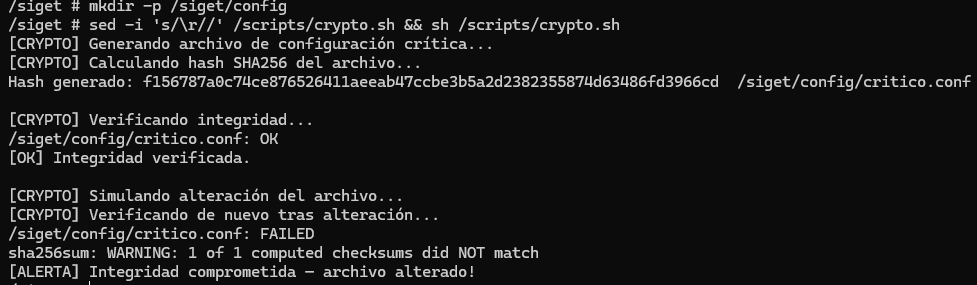 /siget # mkdir -p /siget/config
/siget # sed -i 's/\r//' /scripts/crypto.sh && sh /scripts/crypto.sh
[CRYPTO] Generando archivo de configuración crítica...
[CRYPTO] Calculando hash SHA256 del archivo...
Hash generado: f156787a0c74ce876526411aeeab47ccbe3b5a2d2382355874d63486fd3966cd  /siget/config/critico.conf

[CRYPTO] Verificando integridad...
/siget/config/critico.conf: OK
[OK] Integridad verificada.

[CRYPTO] Simulando alteración del archivo...
[CRYPTO] Verificando de nuevo tras alteración...
/siget/config/critico.conf: FAILED
sha256sum: WARNING: 1 of 1 computed checksums did NOT match
[ALERTA] Integridad comprometida — archivo alterado!